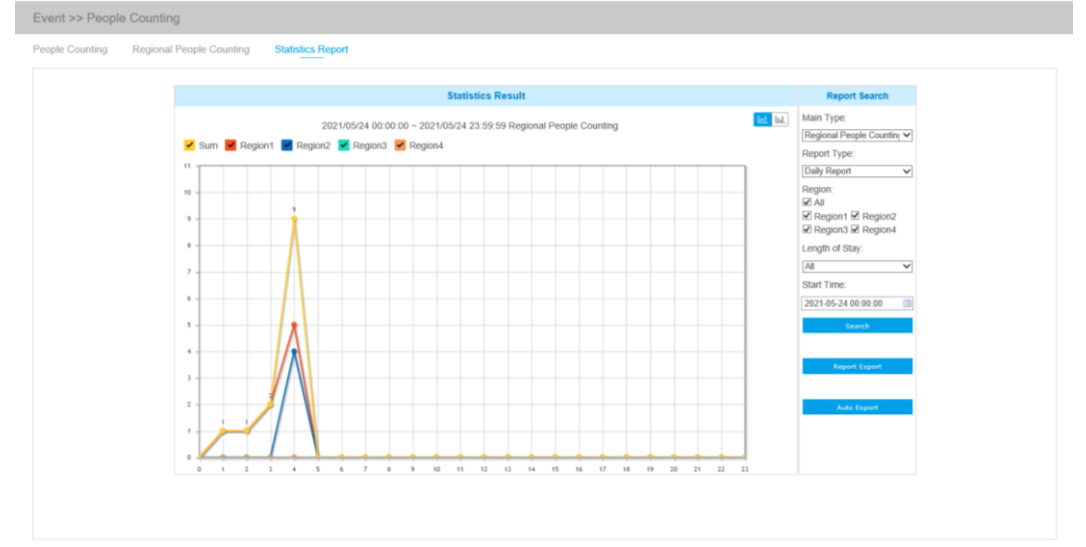 Event >> People Counting
People Counting Regional People Counting Statistics Report
Statistics Result
2021/05/24 00:00:00 ~ 2021/05/24 23:59:59 Regional People Counting
Sum Region1 Region2 Region3 Region4
11
10
9
8
7
6
5
4
3
2
1
0
1
1
2
9
0 1 2 3 4 5 6 7 8 9 10 11 12 13 14 15 16 17 18 19 20 21 22 23
Report Search
Main Type:
Regional People Counting
Report Type:
Daily Report
Region:
All
Region1 Region2
Region3 Region4
Length of Stay:
All
Start Time:
2021-05-24 00:00:00
Search
Report Export
Auto Export